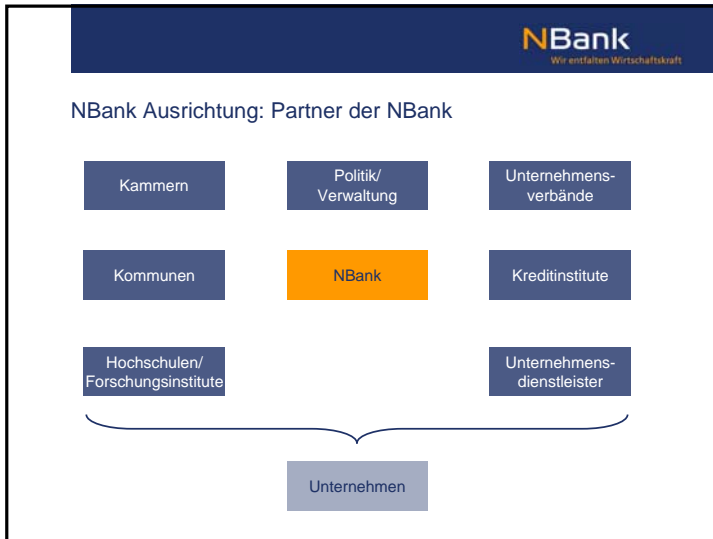 NBank
Wir entfalten Wirtschaftskraft
NBank Ausrichtung: Partner der NBank
Kammern
Politik/
Verwaltung
Unternehmens-
verbände
Kommunen
NBank
Kreditinstitute
Hochschulen/
Forschungsinstitute
Unternehmens-
dienstleister
Unternehmen